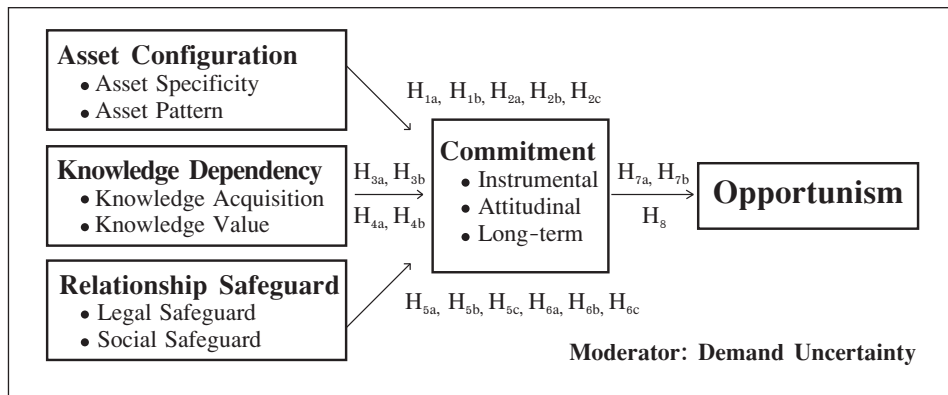 Asset Configuration
• Asset Specificity
• Asset Pattern
H1a, H1b, H2a, H2b, H2c
Knowledge Dependency
• Knowledge Acquisition
• Knowledge Value
H3a, H3b
H4a, H4b
Commitment
• Instrumental
• Attitudinal
• Long-term
H7a, H7b
H8
Opportunism
Relationship Safeguard
• Legal Safeguard
• Social Safeguard
H5a, H5b, H5c, H6a, H6b, H6c
Moderator: Demand Uncertainty